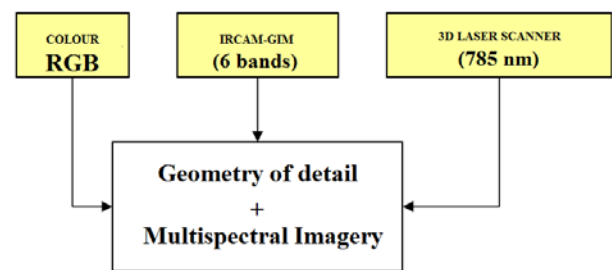 COLOUR
RGB
IRCAM-GIM
(6 bands)
3D LASER SCANNER
(785 nm)
Geometry of detail
+
Multispectral Imagery